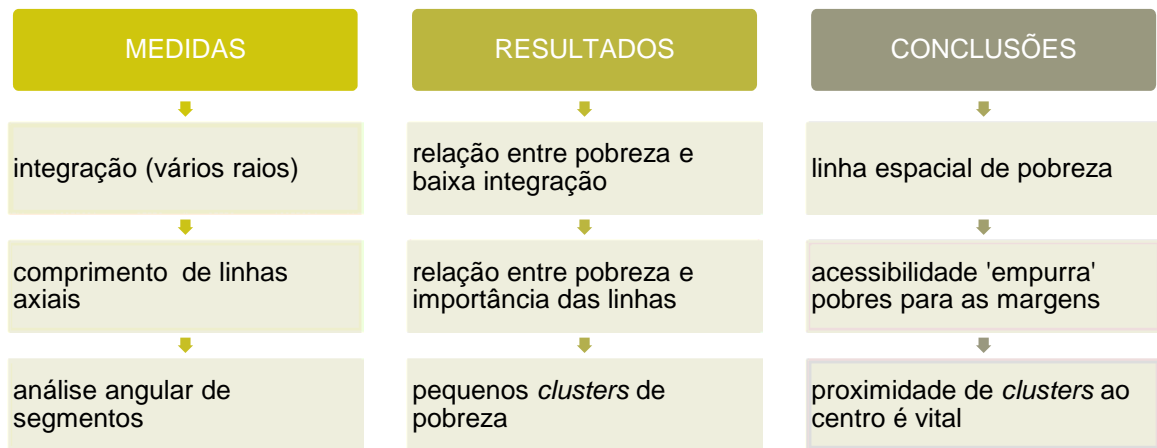 MEDIDAS
integração (vários raios)
comprimento de linhas
axiais
análise angular de
segmentos
RESULTADOS
relação entre pobreza e
baixa integração
relação entre pobreza e
importância das linhas
pequenos clusters de
pobreza
CONCLUSÕES
linha espacial de pobreza
acessibilidade 'empurra'
pobres para as margens
proximidade de clusters ao
centro é vital